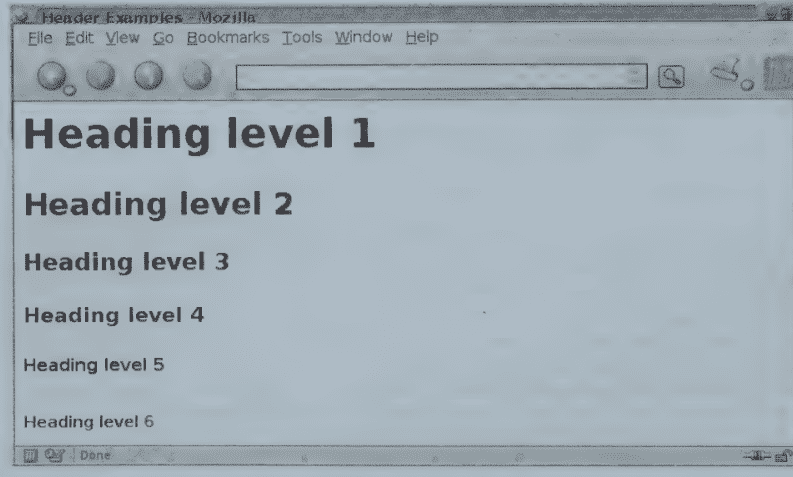 Header Examples - Mozilla
File Edit View Go Bookmarks Tools Window Help
Heading level 1
Heading level 2
Heading level 3
Heading level 4
Heading level 5
Heading level 6
Done